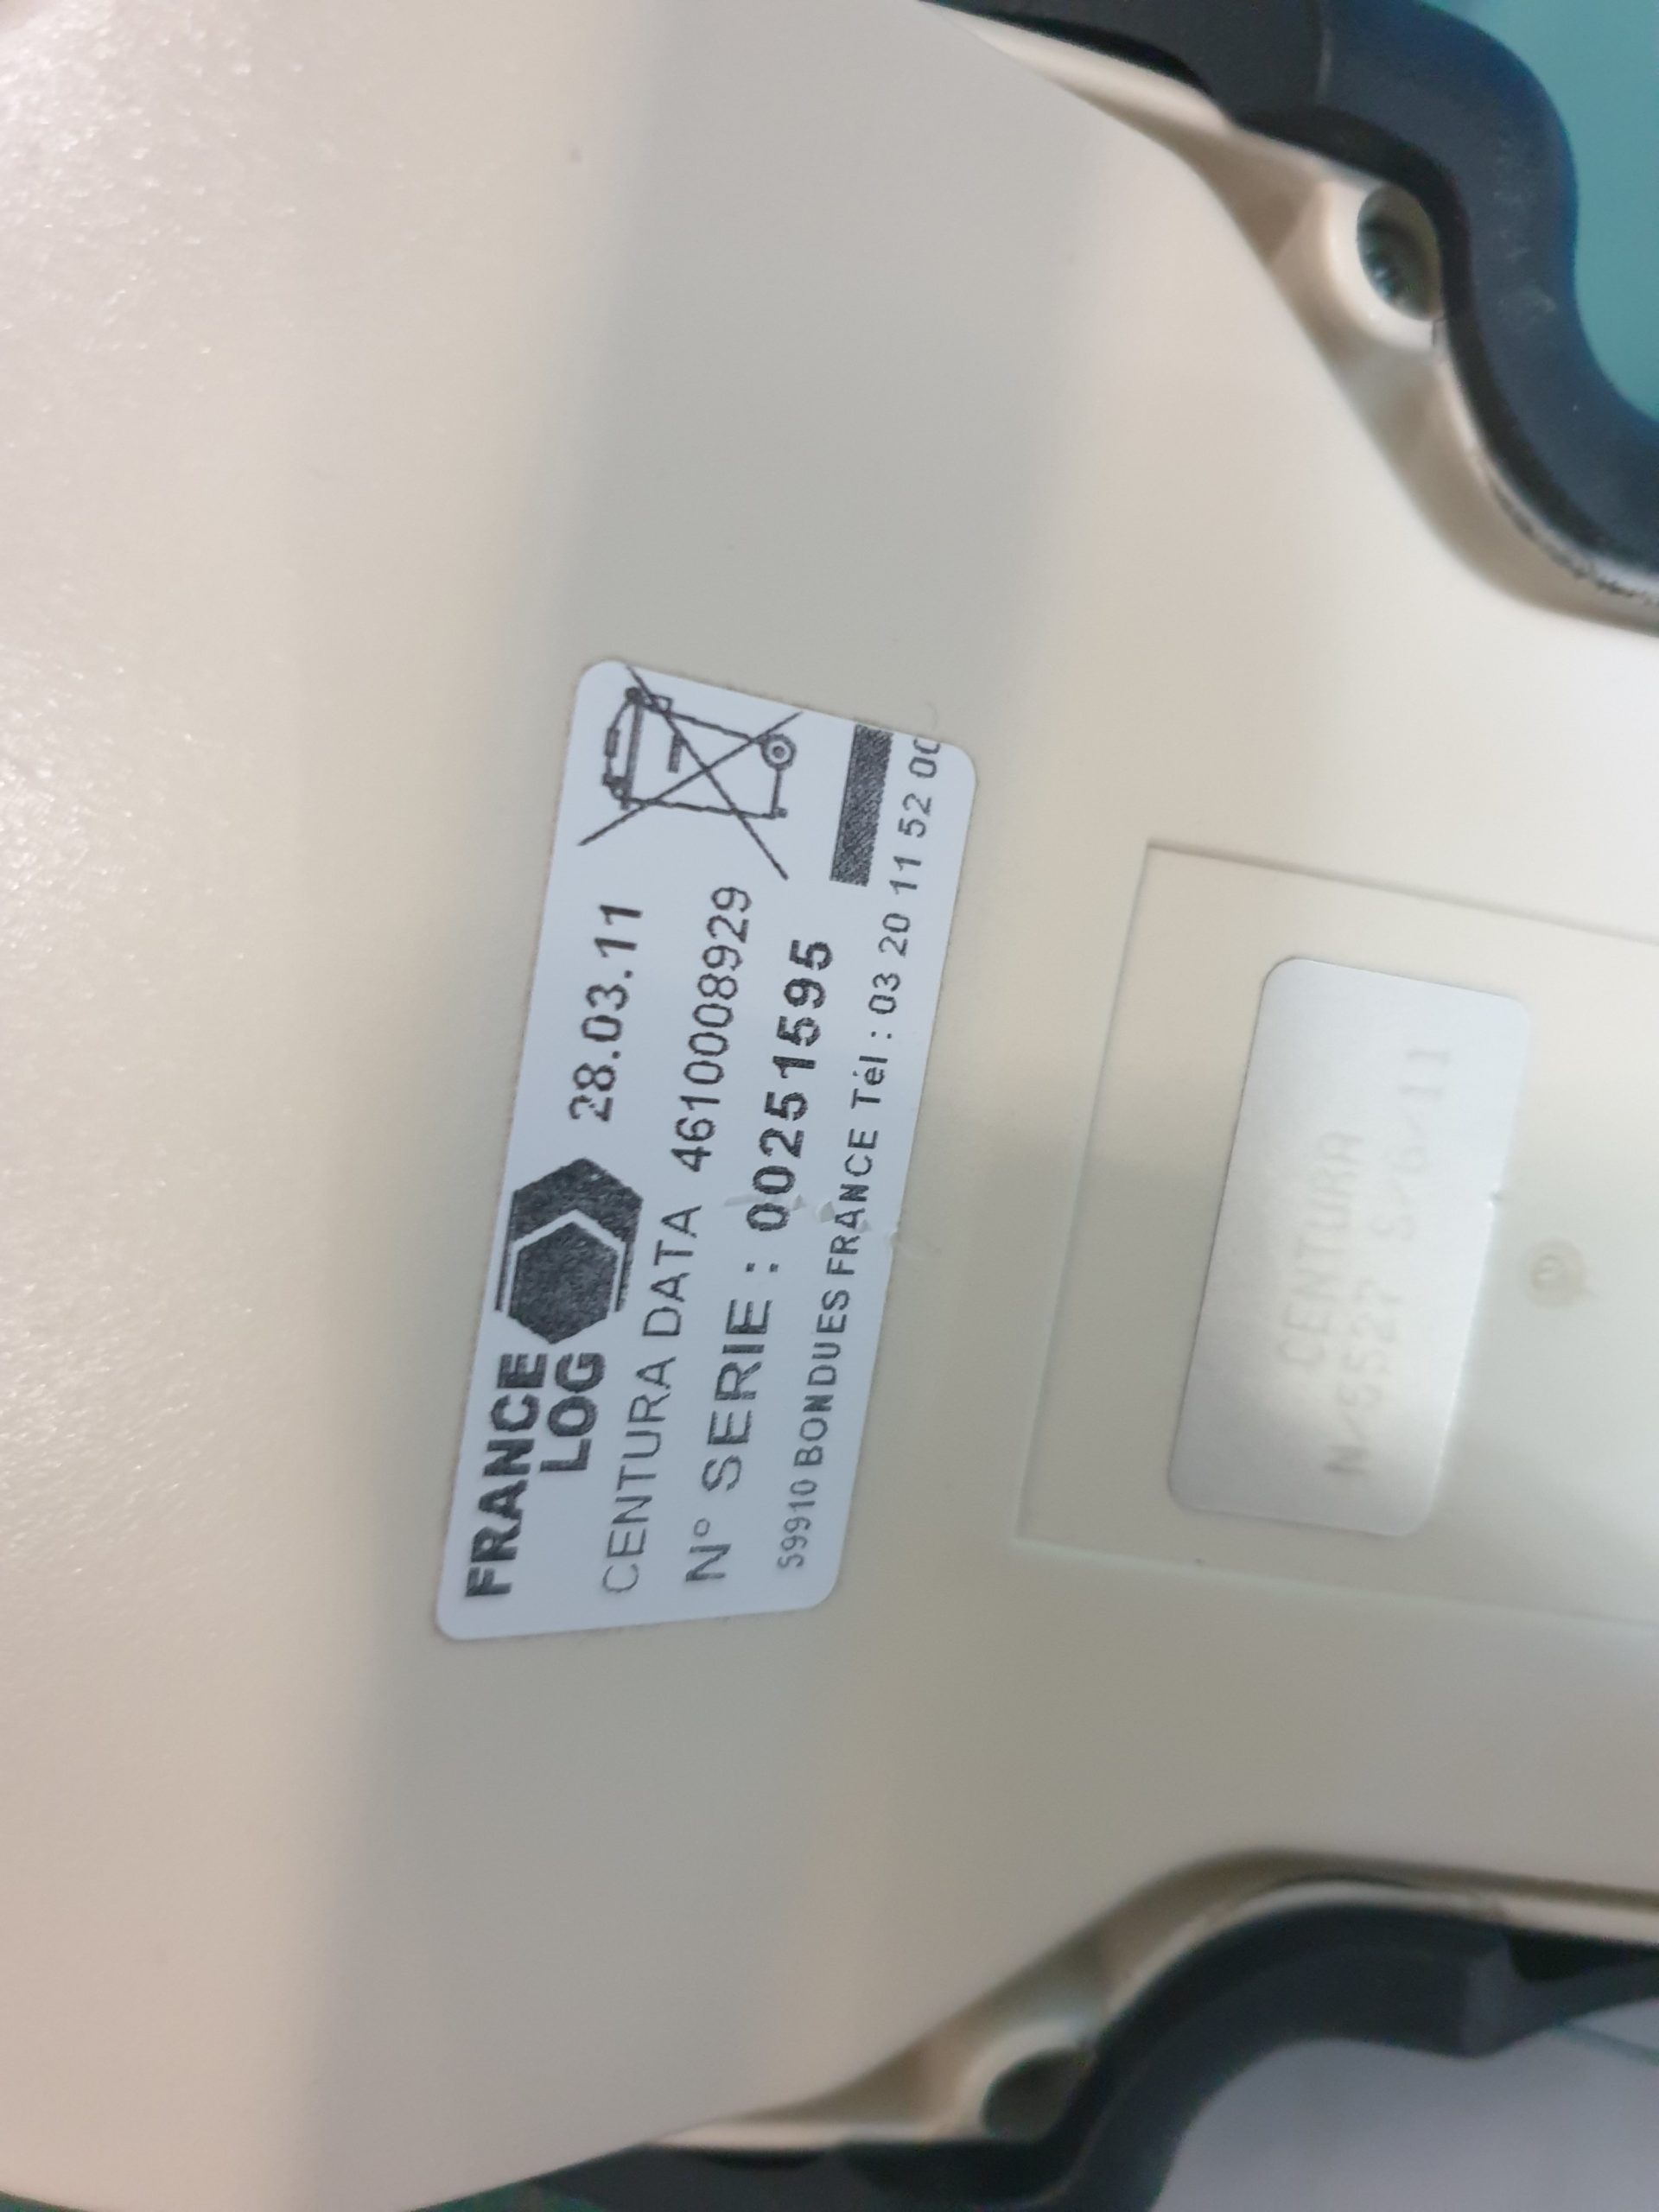 FRANCE
LOG
28.03.11
CENTURA DATA 4610008929
N° SERIE : 00251595
59910 BONDUES FRANCE Tél : 03 20 11 52 00
CENTURA